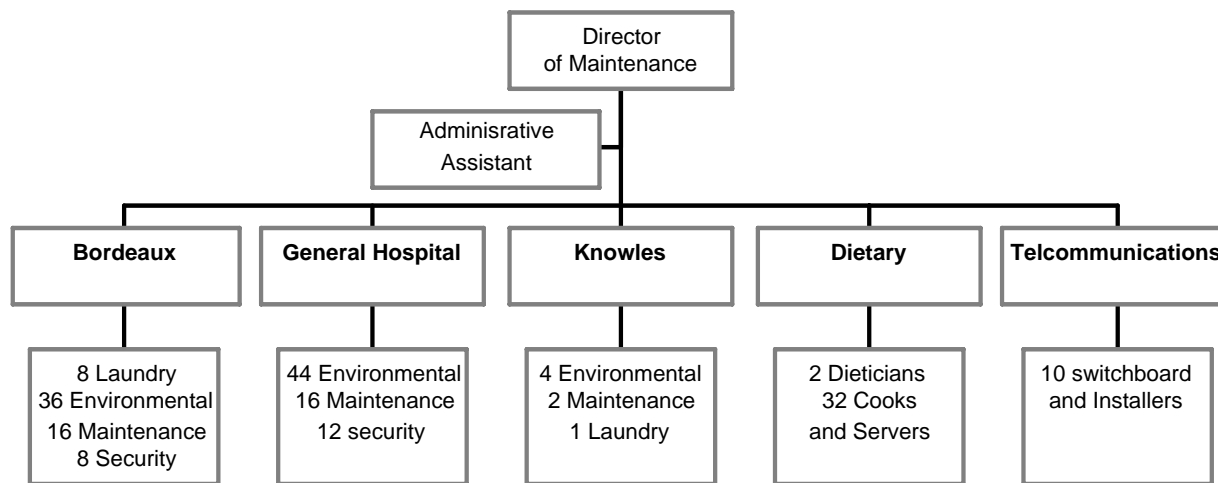 Director
of Maintenance
Adminisrative
Assistant
Bordeaux
General Hospital
Knowles
Dietary
Telcommunications
8 Laundry
36 Environmental
16 Maintenance
8 Security
44 Environmental
16 Maintenance
12 security
4 Environmental
2 Maintenance
1 Laundry
2 Dieticians
32 Cooks
and Servers
10 switchboard
and Installers